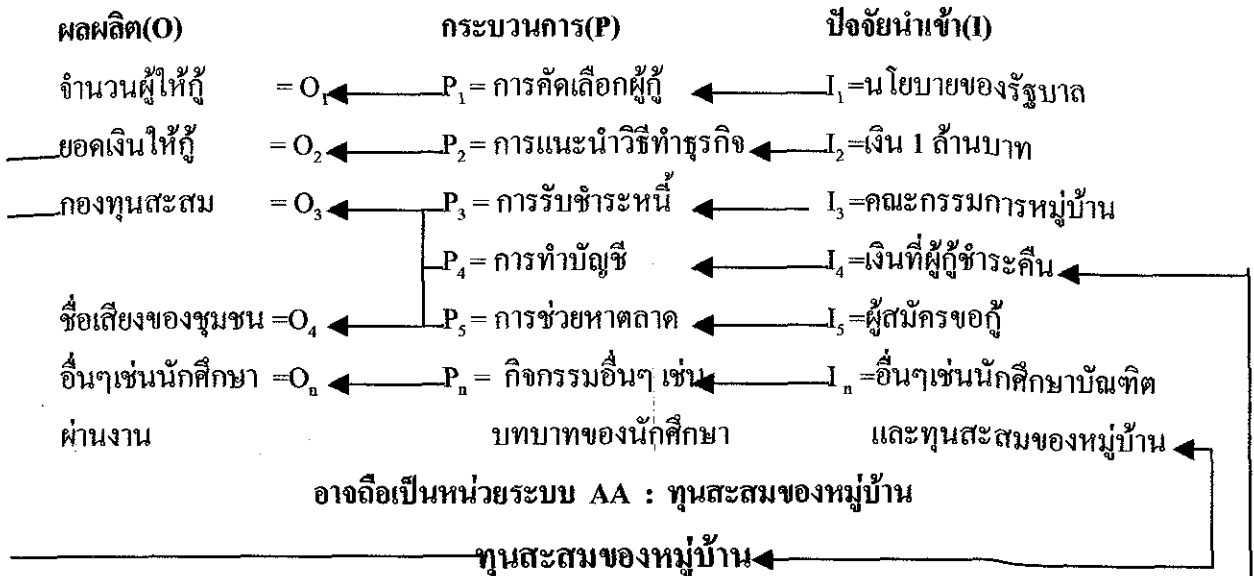 ผลผลิต(O) กระบวนการ(P) ปัจจัยนำเข้า(I)
จำนวนผู้ให้กู้ = O₁ P₁ = การคัดเลือกผู้กู้ I₁ =นโยบายของรัฐบาล
ยอดเงินให้กู้ = O₂ P₂ = การแนะนำวิธีทำธุรกิจ I₂ =เงิน 1 ล้านบาท
กองทุนสะสม = O₃ P₃ = การรับชำระหนี้ I₃ =คณะกรรมการหมู่บ้าน
P₄ = การทำบัญชี I₄ =เงินที่ผู้กู้ชำระคืน
ชื่อเสียงของชุมชน =O₄ P₅ = การช่วยหาตลาด I₅ =ผู้สมัครขอกู้
อื่นๆเช่นนักศึกษา =Oₙ Pₙ = กิจกรรมอื่นๆ เช่น Iₙ =อื่นๆเช่นนักศึกษาบัณฑิต
ผ่านงาน บทบาทของนักศึกษา และทุนสะสมของหมู่บ้าน
อาจถือเป็นหน่วยระบบ AA : ทุนสะสมของหมู่บ้าน
ทุนสะสมของหมู่บ้าน